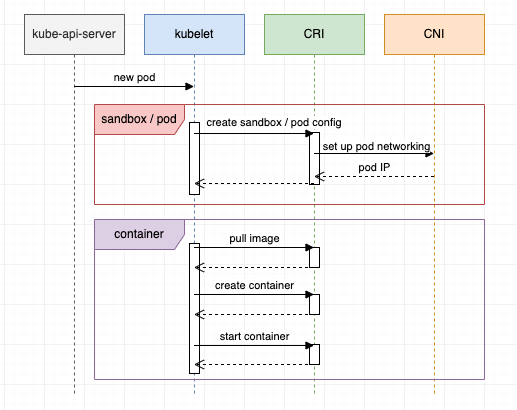 kube-api-server
kubelet
CRI
CNI
new pod
sandbox / pod
create sandbox / pod config
set up pod networking
pod IP
container
pull image
create container
start container